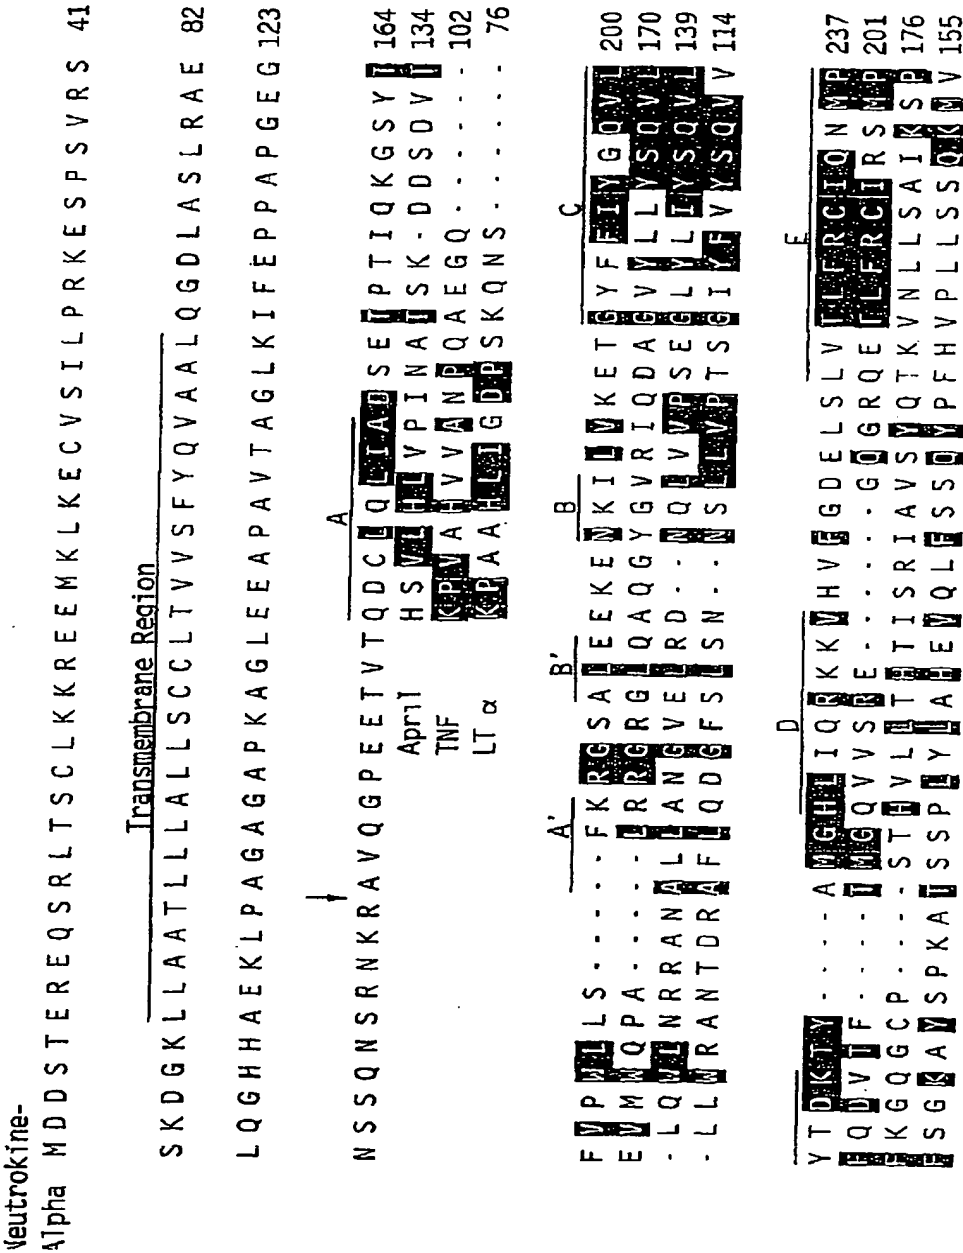 Neutrokine-
Alpha M D D S T E R E Q S R L T S C L K K R E E M K L K E C V S I L P R K E S P S V R S 41
Transmembrane Region
S K D G K L L A A T L L L A L L S C C L T V V S F Y Q V A A L Q G D L A S L R A E 82
L Q G H H A E K L P A G A G A P K A G L E E A P A V T A G L K I F E P P A P G E G 123
A
N S S Q N S R N K R A V Q G P E E T V T Q D C L Q L I A D S E T P T I Q K G S Y T 164
April H S V L H L V P I N A T S K - D D S D V T 134
TNF K P V A H V V A N P Q A E G Q - - - - - 102
LT α K P A A H L I G D P S K Q N S - - - - - 76
A' B' B C
F V P W L L S - - - - - F K R G S A L E E K E N K I L V K E T G Y F F I Y G Q V L 200
E V M W Q P A - - - - - L R R G R G L Q A Q G Y G V R I Q D A G V Y L L Y S Q V L 170
- L Q W L N R R A N A L L A N G V E L R D - - N Q L V V P S E G L Y L I Y S Q V L 139
- L L W R A N T D R A F L Q D G F S L S N - - N S L L V P T S G I Y F V Y S Q V V 114
D E
Y T D K T Y - - - - A M G H L I Q R K K V H V F G D E L S L V T L F R C I Q N M P 237
F Q D V T F - - - - T M G Q V V S R E - - - - G Q G R Q E T L F R C I R S M P 201
F K G Q G C P - - - - S T H V L L T H T I S R I A V S Y Q T K V N L L S A I K S P 176
F S G K A Y S P K A T S S P L Y L A H E V Q L F S S Q Y P F H V P L L S S Q K M V 155